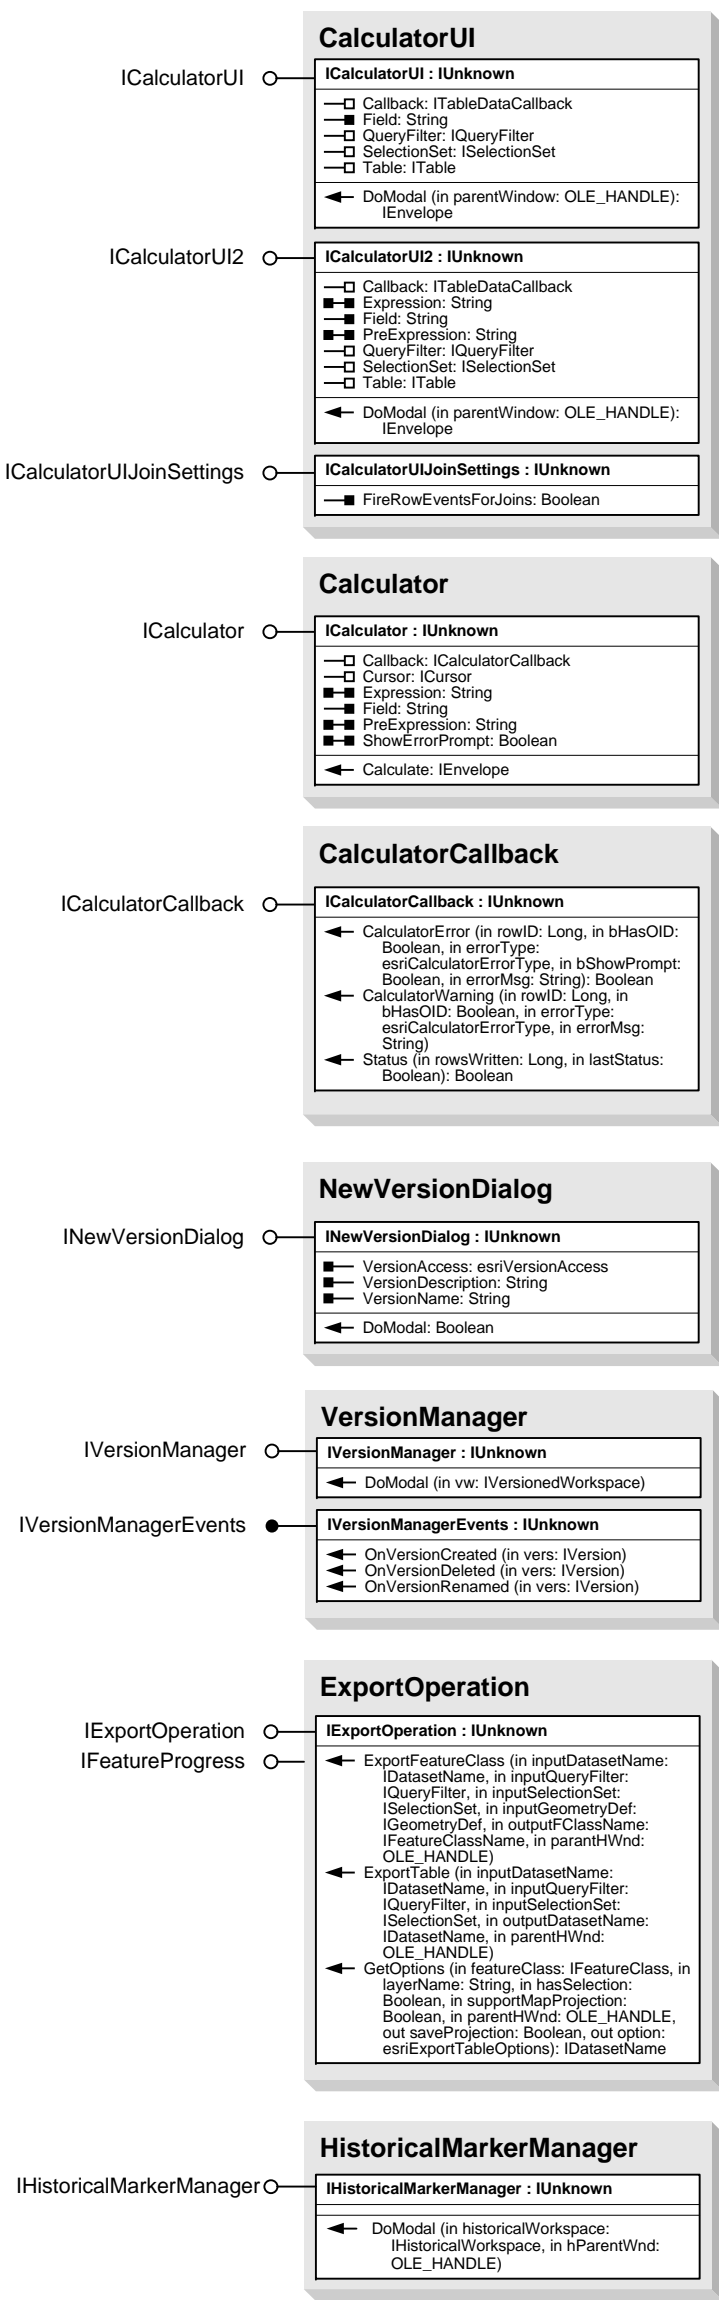 CalculatorUI
ICalculatorUI
ICalculatorUI : IUnknown
Callback: ITableDataCallback
Field: String
QueryFilter: IQueryFilter
SelectionSet: ISelectionSet
Table: ITable
DoModal (in parentWindow: OLE_HANDLE):
IEnvelope
ICalculatorUI2
ICalculatorUI2 : IUnknown
Callback: ITableDataCallback
Expression: String
Field: String
PreExpression: String
QueryFilter: IQueryFilter
SelectionSet: ISelectionSet
Table: ITable
DoModal (in parentWindow: OLE_HANDLE):
IEnvelope
ICalculatorUIJoinSettings
ICalculatorUIJoinSettings : IUnknown
FireRowEventsForJoins: Boolean
Calculator
ICalculator
ICalculator : IUnknown
Callback: ICalculatorCallback
Cursor: ICursor
Expression: String
Field: String
PreExpression: String
ShowErrorPrompt: Boolean
Calculate: IEnvelope
CalculatorCallback
ICalculatorCallback
ICalculatorCallback : IUnknown
CalculatorError (in rowID: Long, in bHasOID:
Boolean, in errorType:
esriCalculatorErrorType, in bShowPrompt:
Boolean, in errorMsg: String): Boolean
CalculatorWarning (in rowID: Long, in
bHasOID: Boolean, in errorType:
esriCalculatorErrorType, in errorMsg:
String)
Status (in rowsWritten: Long, in lastStatus:
Boolean): Boolean
NewVersionDialog
INewVersionDialog
INewVersionDialog : IUnknown
VersionAccess: esriVersionAccess
VersionDescription: String
VersionName: String
DoModal: Boolean
VersionManager
IVersionManager
IVersionManager : IUnknown
DoModal (in vw: IVersionedWorkspace)
IVersionManagerEvents
IVersionManagerEvents : IUnknown
OnVersionCreated (in vers: IVersion)
OnVersionDeleted (in vers: IVersion)
OnVersionRenamed (in vers: IVersion)
ExportOperation
IExportOperation
IExportOperation : IUnknown
IFeatureProgress
ExportFeatureClass (in inputDatasetName:
IDatasetName, in inputQueryFilter:
IQueryFilter, in inputSelectionSet:
ISelectionSet, in inputGeometryDef:
IGeometryDef, in outputFClassName:
IFeatureClassName, in parantHWnd:
OLE_HANDLE)
ExportTable (in inputDatasetName:
IDatasetName, in inputQueryFilter:
IQueryFilter, in inputSelectionSet:
ISelectionSet, in outputDatasetName:
IDatasetName, in parentHWnd:
OLE_HANDLE)
GetOptions (in featureClass: IFeatureClass, in
layerName: String, in hasSelection:
Boolean, in supportMapProjection:
Boolean, in parentHWnd: OLE_HANDLE,
out saveProjection: Boolean, out option:
esriExportTableOptions): IDatasetName
HistoricalMarkerManager
IHistoricalMarkerManager
IHistoricalMarkerManager : IUnknown
DoModal (in historicalWorkspace:
IHistoricalWorkspace, in hParentWnd:
OLE_HANDLE)